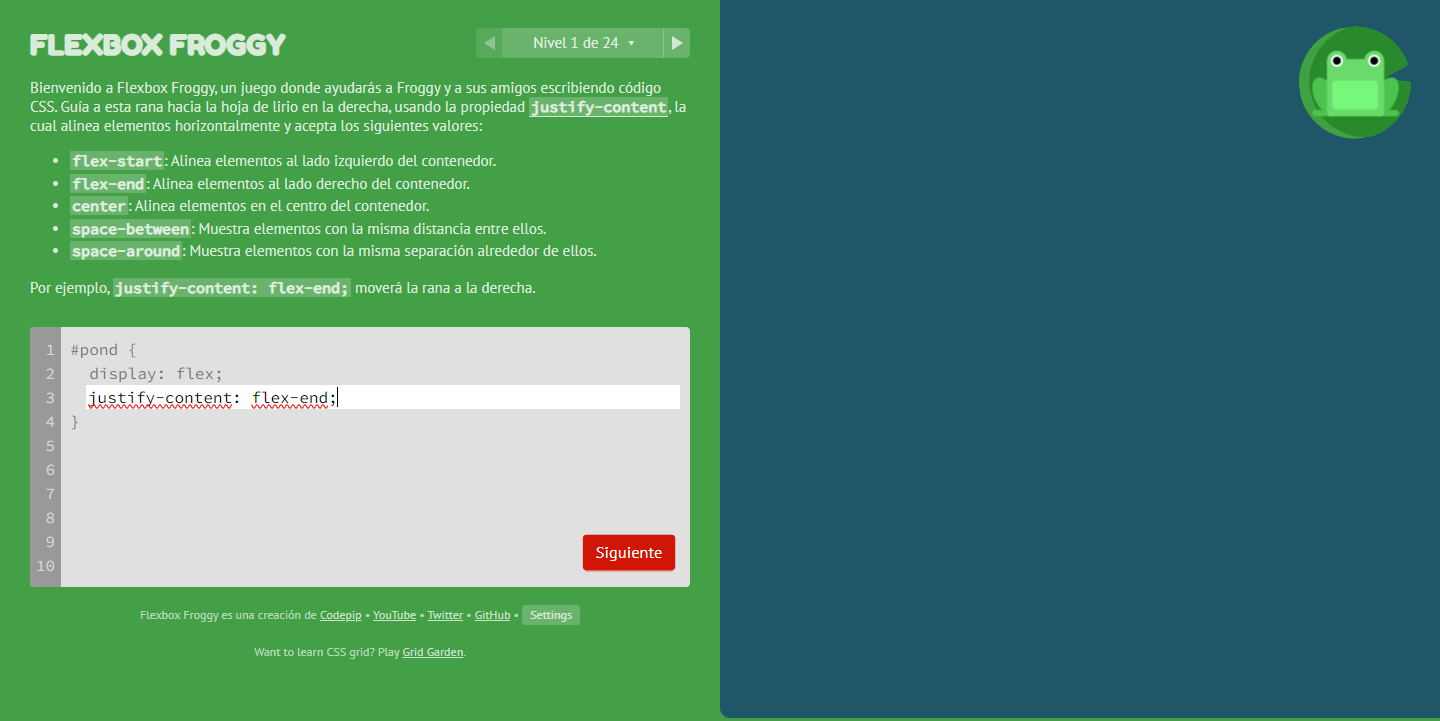 FLEXBOX FROGGY
Nivel 1 de 24 ▼
Bienvenido a Flexbox Froggy, un juego donde ayudarás a Froggy y a sus amigos escribiendo código
CSS. Guía a esta rana hacia la hoja de lirio en la derecha, usando la propiedad justify-content, la
cual alinea elementos horizontalmente y acepta los siguientes valores:
• flex-start: Alinea elementos al lado izquierdo del contenedor.
• flex-end: Alinea elementos al lado derecho del contenedor.
• center: Alinea elementos en el centro del contenedor.
• space-between: Muestra elementos con la misma distancia entre ellos.
• space-around: Muestra elementos con la misma separación alrededor de ellos.
Por ejemplo, justify-content: flex-end; moverá la rana a la derecha.
1 #pond {
2 display: flex;
3 justify-content: flex-end;
4 }
5
6
7
8
9
10
Siguiente
Flexbox Froggy es una creación de Codepip • YouTube • Twitter • GitHub • Settings
Want to learn CSS grid? Play Grid Garden.